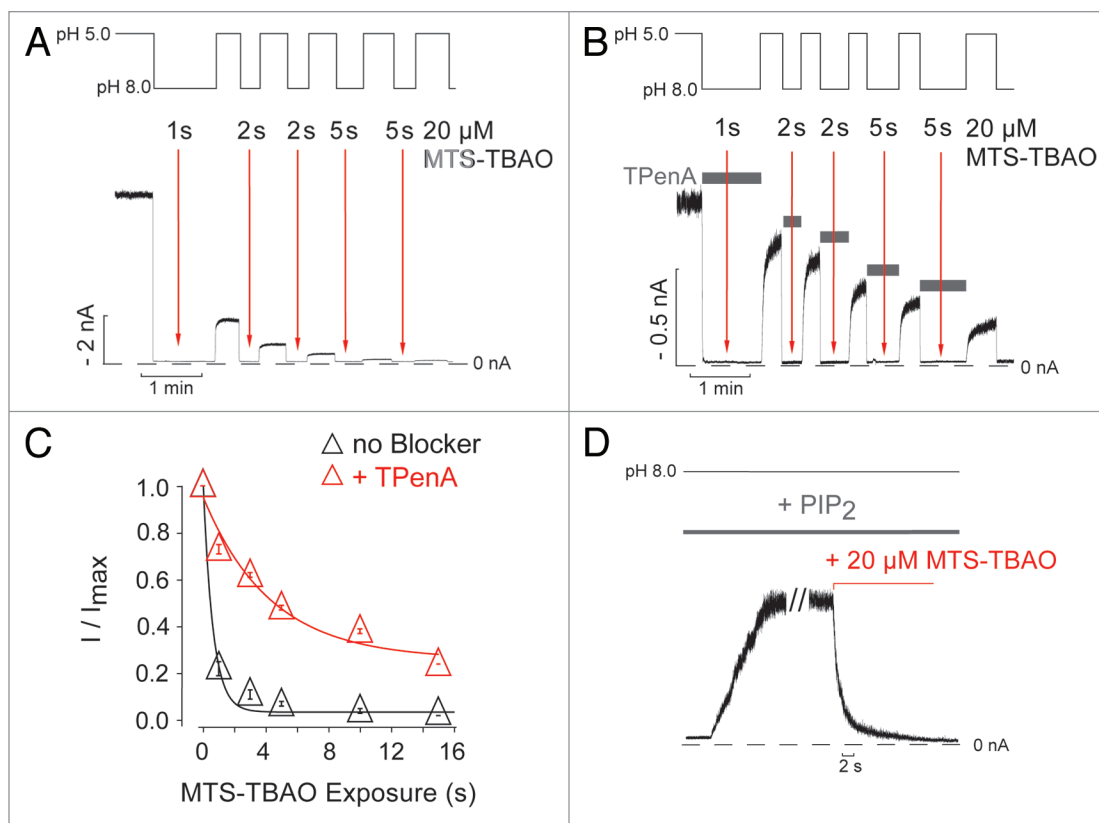 A
pH 5.0
pH 8.0
1s 2s 2s 5s 5s 20 µM
MTS-TBAO
- 2 nA
0 nA
1 min
B
pH 5.0
pH 8.0
1s 2s 2s 5s 5s 20 µM
MTS-TBAO
TPenA
- 0.5 nA
0 nA
1 min
C
no Blocker
+ TPenA
1.0
0.8
0.6
0.4
0.2
0.0
I / Imax
0 4 8 12 16
MTS-TBAO Exposure (s)
D
pH 8.0
+ PIP2
+ 20 µM MTS-TBAO
//
0 nA
2 s